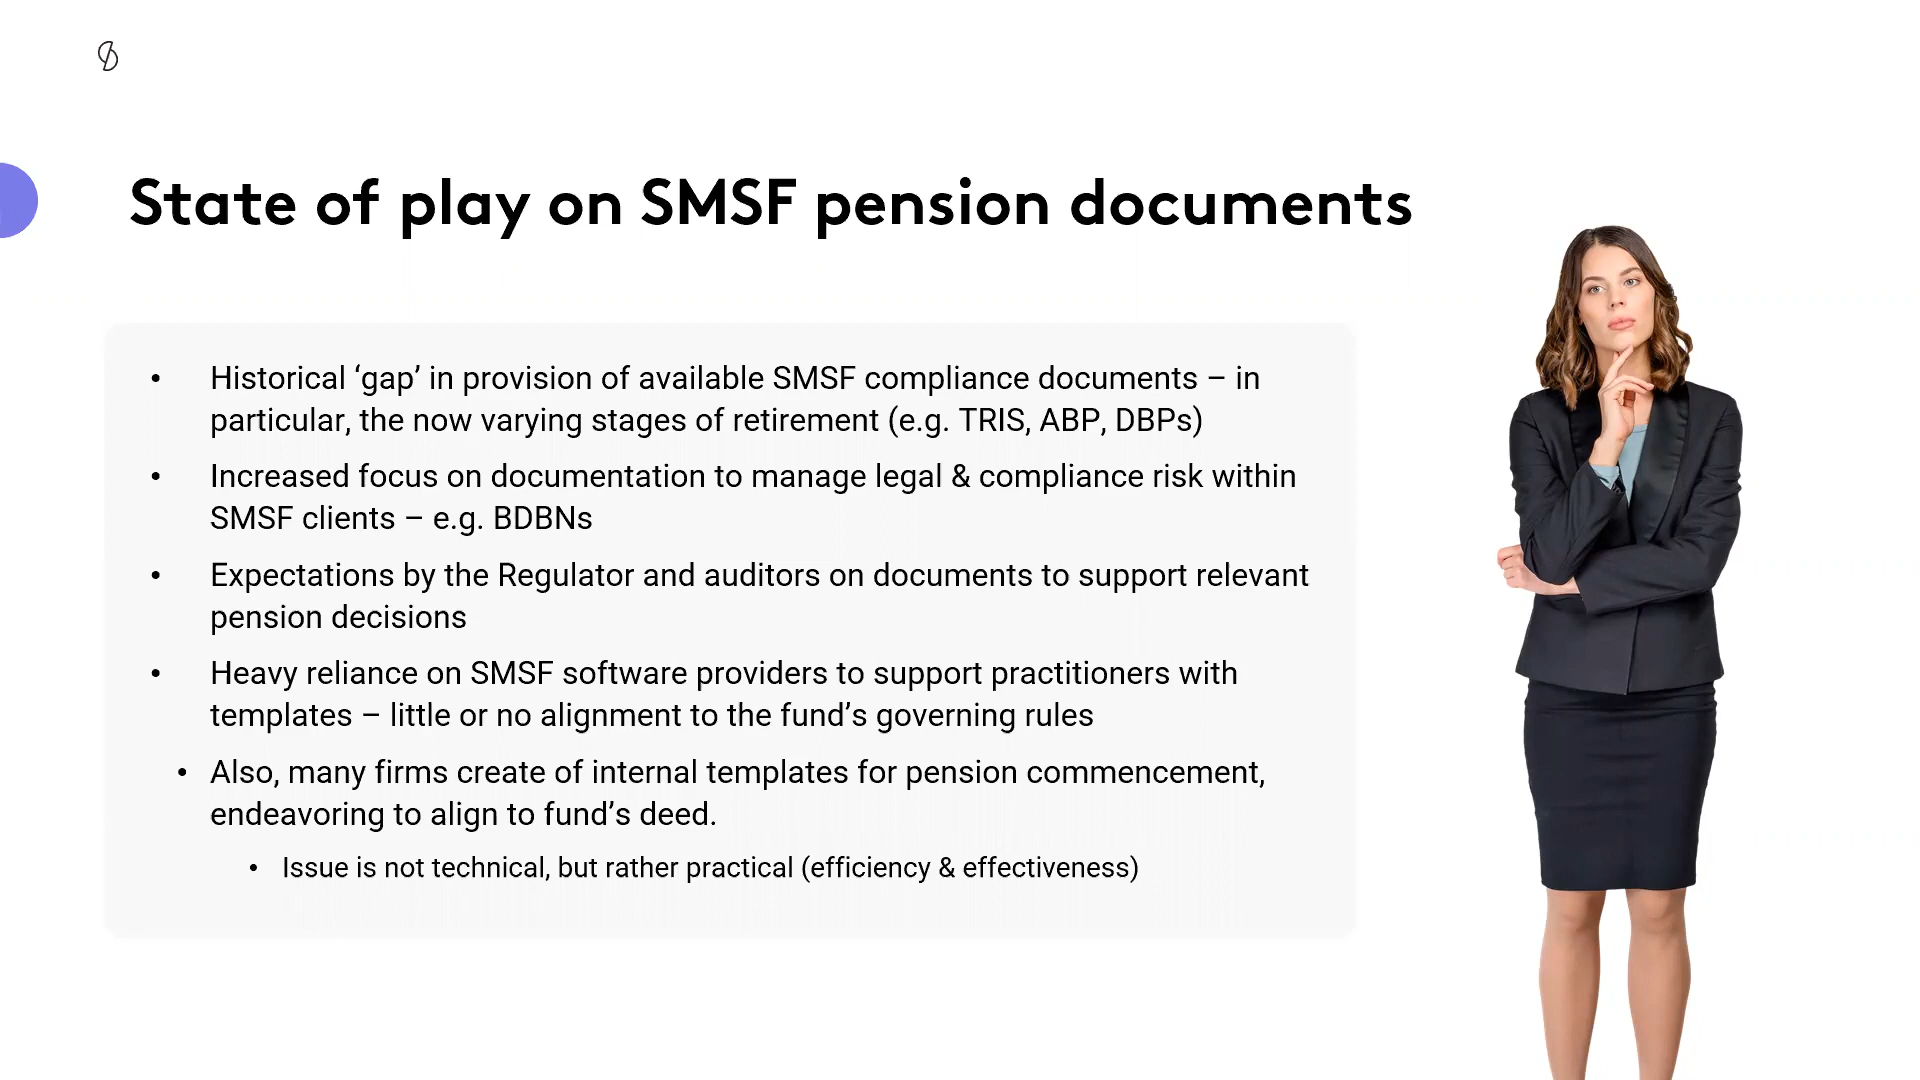 State of play on SMSF pension documents
• Historical ‘gap’ in provision of available SMSF compliance documents – in
particular, the now varying stages of retirement (e.g. TRIS, ABP, DBPs)
• Increased focus on documentation to manage legal & compliance risk within
SMSF clients – e.g. BDBNs
• Expectations by the Regulator and auditors on documents to support relevant
pension decisions
• Heavy reliance on SMSF software providers to support practitioners with
templates – little or no alignment to the fund’s governing rules
• Also, many firms create of internal templates for pension commencement,
endeavoring to align to fund’s deed.
• Issue is not technical, but rather practical (efficiency & effectiveness)